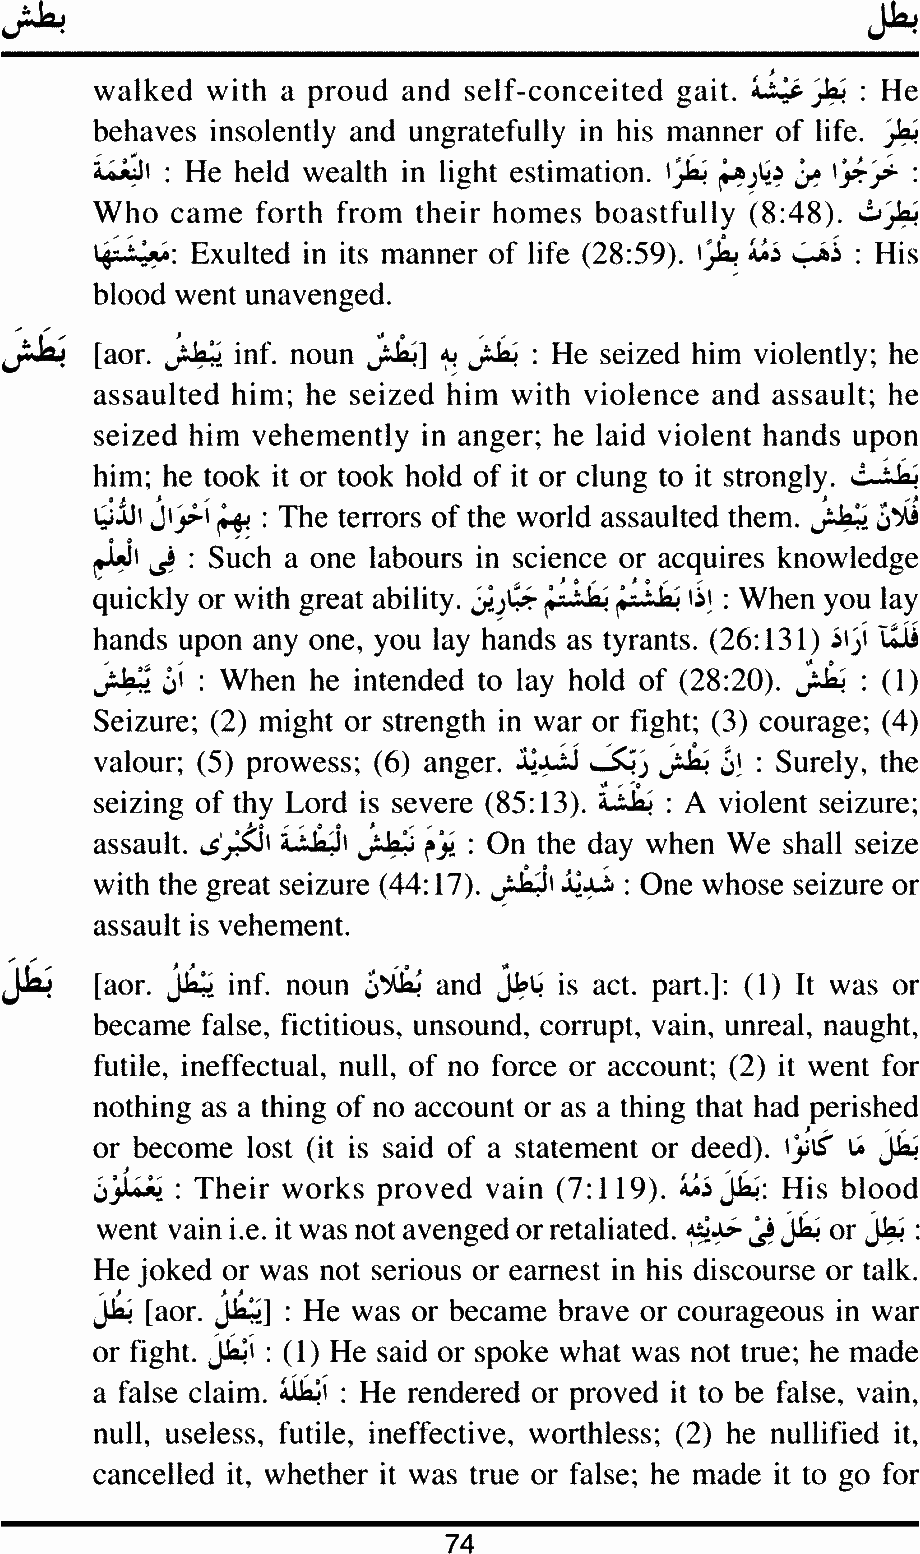 بطش بطل
walked with a proud and self-conceited gait. بَطِرَ عَيْشَهُ : He
behaves insolently and ungratefully in his manner of life. بَطِرَ
النِّعْمَةَ : He held wealth in light estimation. خَرَجُوْا مِنْ دِيَارِهِمْ بَطَرًا :
Who came forth from their homes boastfully (8:48). بَطِرَتْ
مَعِيْشَتَهَا: Exulted in its manner of life (28:59). ذَهَبَ دَمُهُ بِطْرًا : His
blood went unavenged.
بَطَشَ [aor. يَبْطِشُ inf. noun بَطْشٌ] بَطَشَ بِهٖ : He seized him violently; he
assaulted him; he seized him with violence and assault; he
seized him vehemently in anger; he laid violent hands upon
him; he took it or took hold of it or clung to it strongly. بَطَشَتْ
بِهِمْ اَحْوَالُ الدُّنْيَا : The terrors of the world assaulted them. فُلَانٌ يَبْطِشُ
فِى الْعِلْمِ : Such a one labours in science or acquires knowledge
quickly or with great ability. اِذَا بَطَشْتُمْ بَطَشْتُمْ جَبَّارِيْنَ : When you lay
hands upon any one, you lay hands as tyrants. (26:131) فَلَمَّآ اَرَادَ
اَنْ يَّبْطِشَ : When he intended to lay hold of (28:20). بَطْشٌ : (1)
Seizure; (2) might or strength in war or fight; (3) courage; (4)
valour; (5) prowess; (6) anger. اِنَّ بَطْشَ رَبِّكَ لَشَدِيْدٌ : Surely, the
seizing of thy Lord is severe (85:13). بَطْشَةٌ : A violent seizure;
assault. يَوْمَ نَبْطِشُ الْبَطْشَةَ الْكُبْرٰى : On the day when We shall seize
with the great seizure (44:17). شَدِيْدُ الْبَطْشِ : One whose seizure or
assault is vehement.
بَطَلَ [aor. يَبْطُلُ inf. noun بُطْلَانٌ and بَاطِلٌ is act. part.]: (1) It was or
became false, fictitious, unsound, corrupt, vain, unreal, naught,
futile, ineffectual, null, of no force or account; (2) it went for
nothing as a thing of no account or as a thing that had perished
or become lost (it is said of a statement or deed). بَطَلَ مَا كَانُوْا
يَعْمَلُوْنَ : Their works proved vain (7:119). بَطَلَ دَمُهٗ: His blood
went vain i.e. it was not avenged or retaliated. بَطَلَ فِىْ حَدِيْثِهٖ or بَطِلَ :
He joked or was not serious or earnest in his discourse or talk.
بَطُلَ [aor. يَبْطُلُ] : He was or became brave or courageous in war
or fight. اَبْطَلَ : (1) He said or spoke what was not true; he made
a false claim. اَبْطَلَهُ : He rendered or proved it to be false, vain,
null, useless, futile, ineffective, worthless; (2) he nullified it,
cancelled it, whether it was true or false; he made it to go for
74